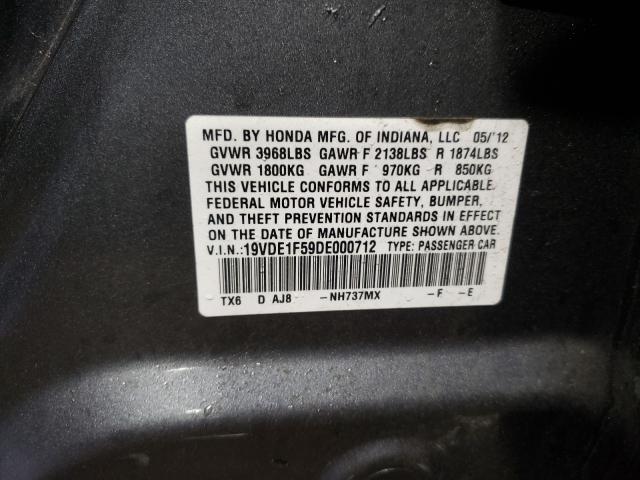 MFD. BY HONDA MFG. OF INDIANA, LLC 05/'12
GVWR 3968LBS GAWR F 2138LBS R 1874LBS
GVWR 1800KG GAWR F 970KG R 850KG
THIS VEHICLE CONFORMS TO ALL APPLICABLE.
FEDERAL MOTOR VEHICLE SAFETY, BUMPER,
AND THEFT PREVENTION STANDARDS IN EFFECT
ON THE DATE OF MANUFACTURE SHOWN ABOVE.
V.I.N.:19VDE1F59DE000712 TYPE: PASSENGER CAR
TX6 D AJ8 -NH737MX -F -E